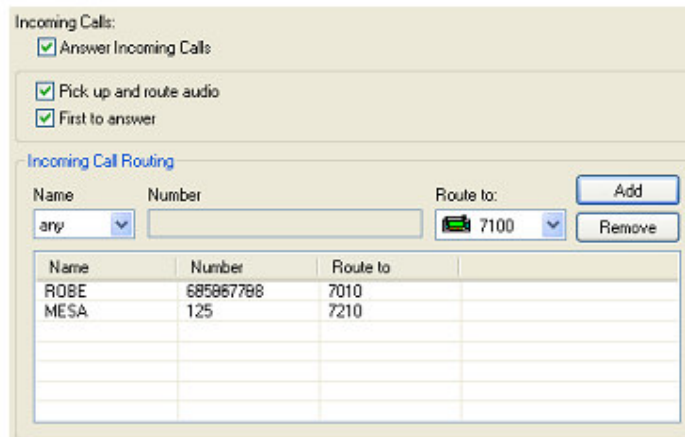 Incoming Calls:
Answer Incoming Calls
Pick up and route audio
First to answer
Incoming Call Routing
Name Number Route to: Add
any 7100 Remove
Name Number Route to
ROBE 685967798 7010
MESA 125 7210